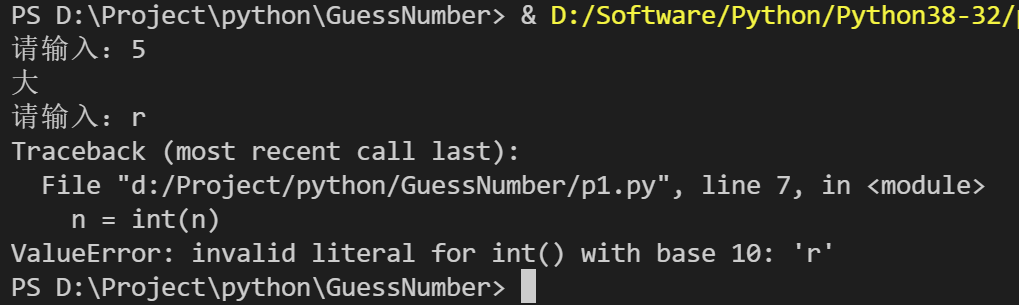 PS D:\Project\python\GuessNumber> & D:/Software/Python/Python38-32/
请输入: 5
大
请输入: r
Traceback (most recent call last):
  File "d:/Project/python/GuessNumber/p1.py", line 7, in <module>
    n = int(n)
ValueError: invalid literal for int() with base 10: 'r'
PS D:\Project\python\GuessNumber>